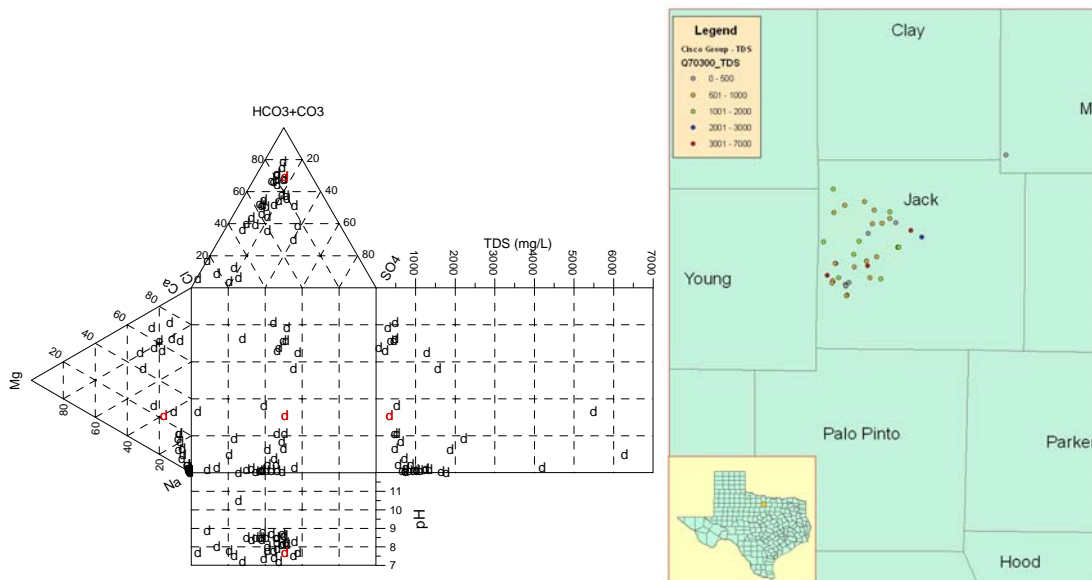 HCO3+CO3
80
20
60
40
40
60
20
80
Cl
SO4
Ca
80
60
40
20
Mg
80
60
40
20
Na
TDS (mg/L)
1000
2000
3000
4000
5000
6000
7000
11
10
9
8
7
pH
Legend
Cisco Group - TDS
Q70300_TDS
0 - 500
501 - 1000
1001 - 2000
2001 - 3000
3001 - 7000
Clay
M
Jack
Young
Palo Pinto
Parker
Hood